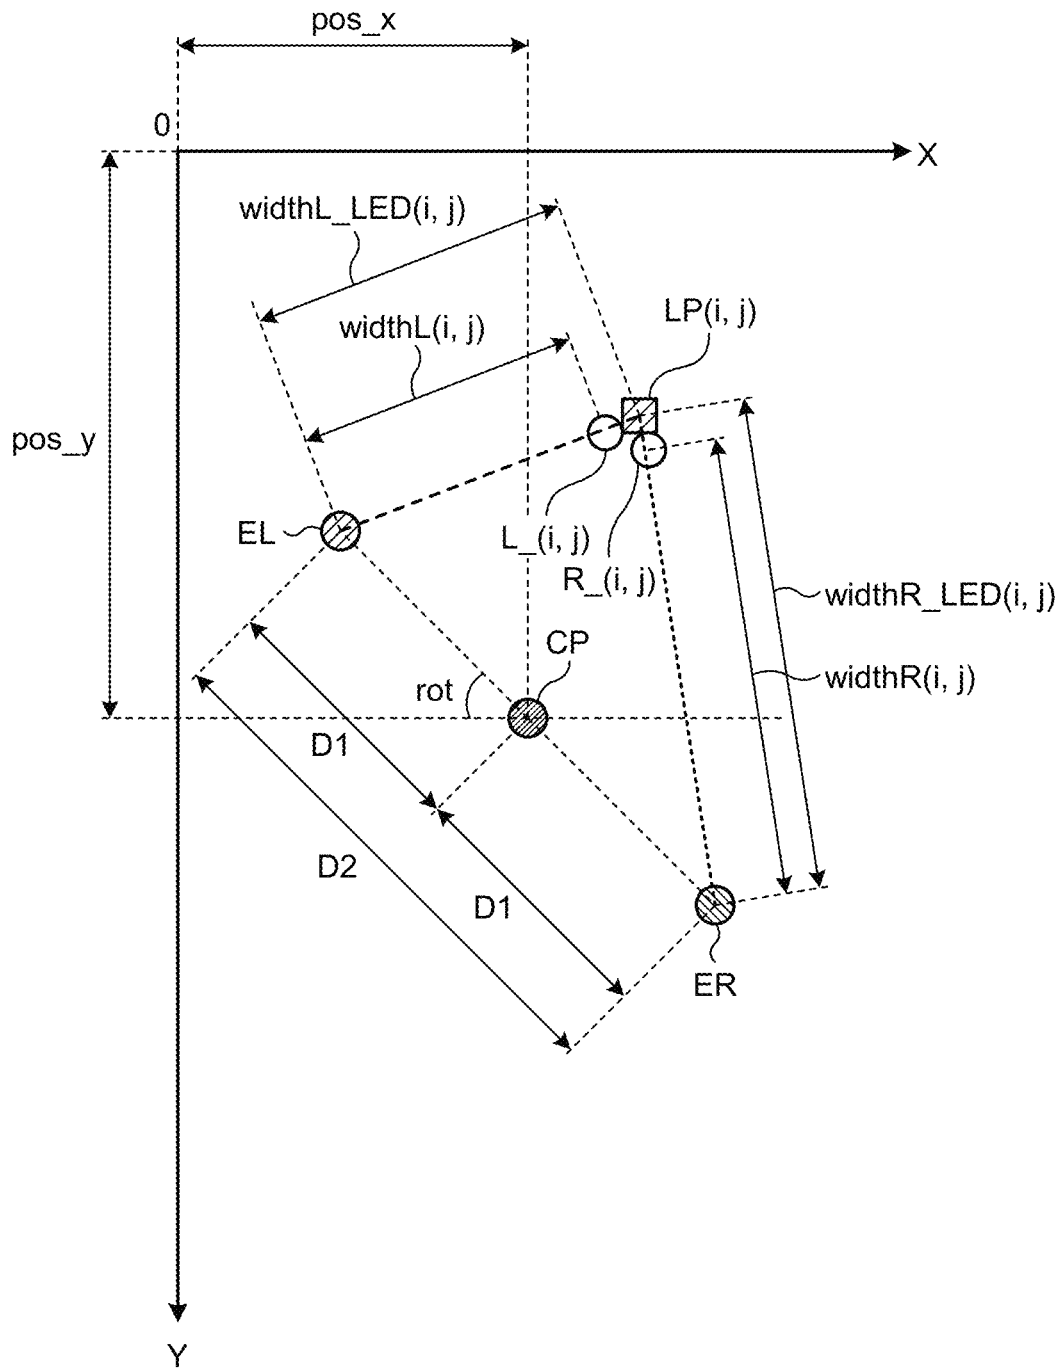 pos_x
0
X
widthL_LED(i, j)
LP(i, j)
widthL(i, j)
pos_y
EL
L_(i, j)
R_(i, j)
widthR_LED(i, j)
CP
widthR(i, j)
rot
D1
D2
D1
ER
Y